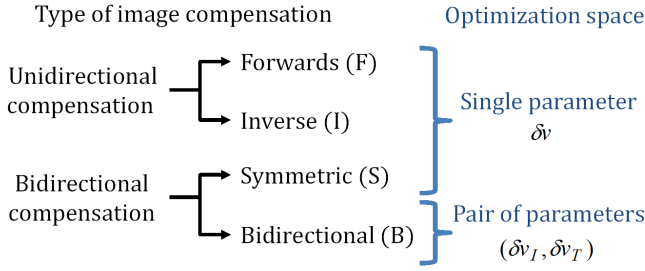 Type of image compensation
Optimization space
Unidirectional
compensation
Forwards (F)
Inverse (I)
Single parameter
δv
Bidirectional
compensation
Symmetric (S)
Bidirectional (B)
Pair of parameters
(δv_I, δv_T)